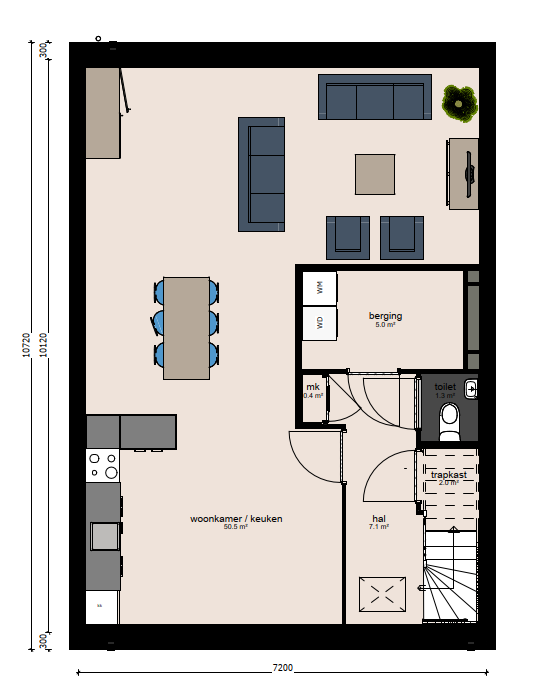 300
10720
10120
WM
WD
berging
5.0 m²
mk
0.4 m²
toilet
1.3 m²
trapkast
2.0 m²
woonkamer / keuken
50.5 m²
hal
7.1 m²
300
7200